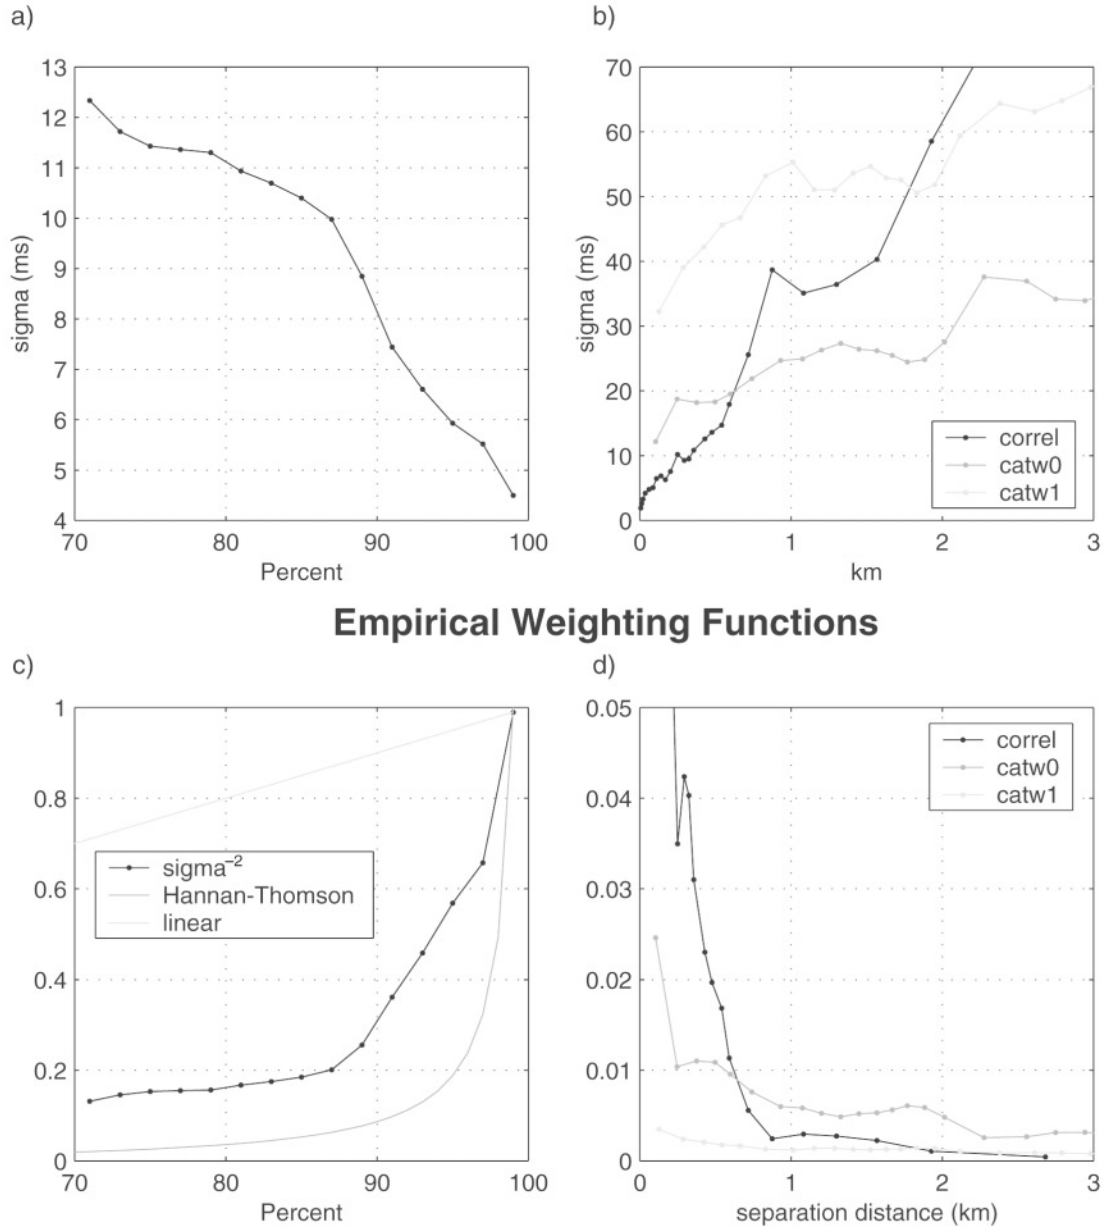 a)
13
12
11
10
9
8
7
6
5
4
sigma (ms)
70
80
90
100
Percent
b)
70
60
50
40
30
20
10
0
sigma (ms)
correl
catw0
catw1
0
1
2
3
km
Empirical Weighting Functions
c)
1
0.8
0.6
0.4
0.2
0
sigma⁻²
Hannan-Thomson
linear
70
80
90
100
Percent
d)
0.05
0.04
0.03
0.02
0.01
0
correl
catw0
catw1
0
1
2
3
separation distance (km)